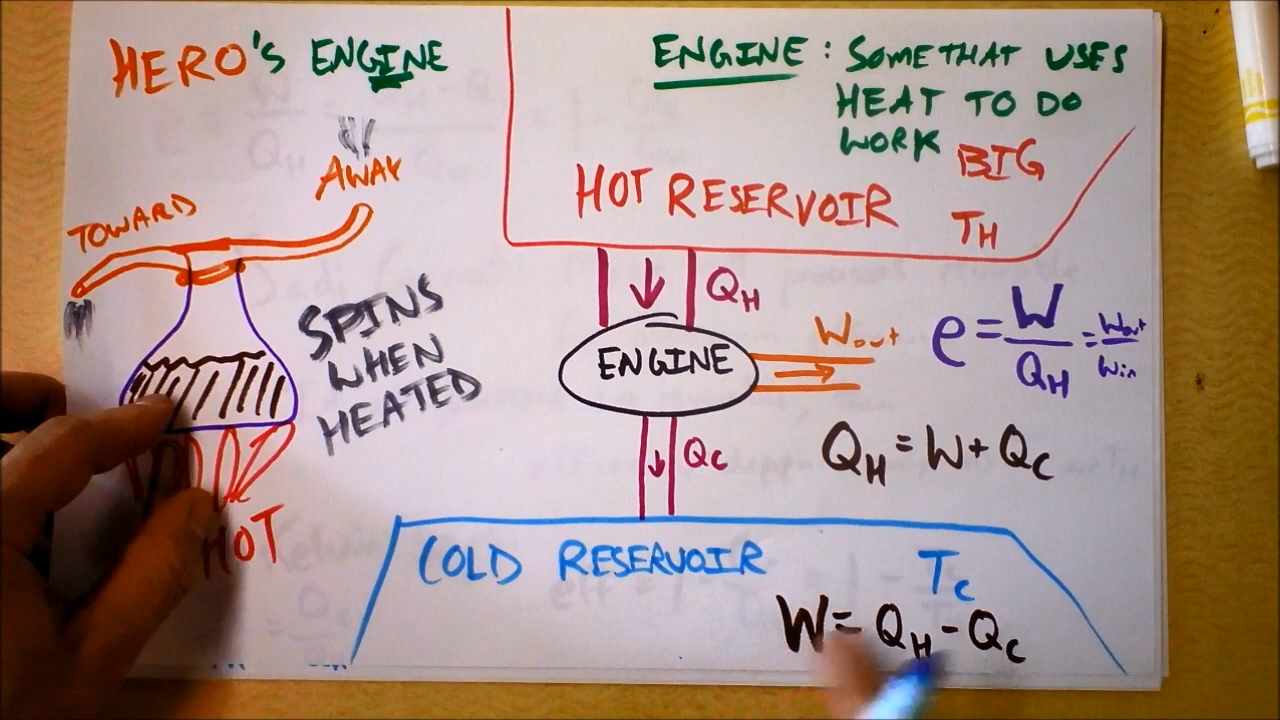 HERO'S ENGINE
AWAY
TOWARD
SPINS
WHEN
HEATED
HOT
ENGINE : SOMETHAT USES
HEAT TO DO
WORK
BIG
HOT RESERVOIR
TH
QH
ENGINE
Wout
e = W/QH = Wout/Win
QC
QH = W + QC
COLD RESERVOIR
TC
W = QH - QC